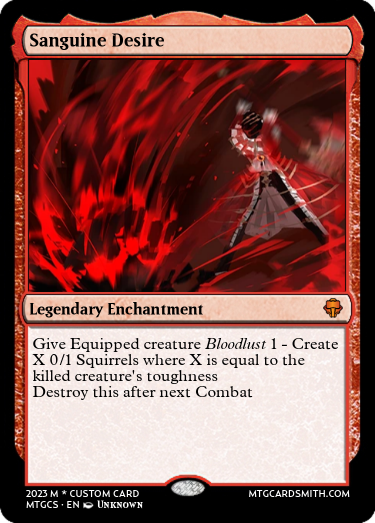 Sanguine Desire
Legendary Enchantment
Give Equipped creature Bloodlust 1 - Create
X 0/1 Squirrels where X is equal to the
killed creature's toughness
Destroy this after next Combat
2023 M * CUSTOM CARD
MTGCS • EN Unknown
MTGCARDSMITH.COM